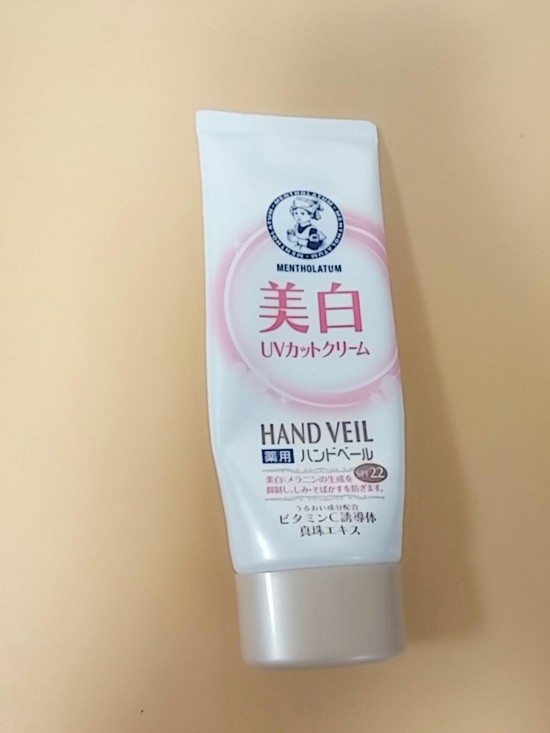 MENTHOLATUM • MENTHOLATUM • MENTHOLATUM
MENTHOLATUM
美白
UVカットクリーム
HAND VEIL
薬用 ハンドベール
SPF22
美白(メラニンの生成を
抑制し、しみ・そばかすを防ぎます。
うるおい成分配合
ビタミンC誘導体
真珠エキス